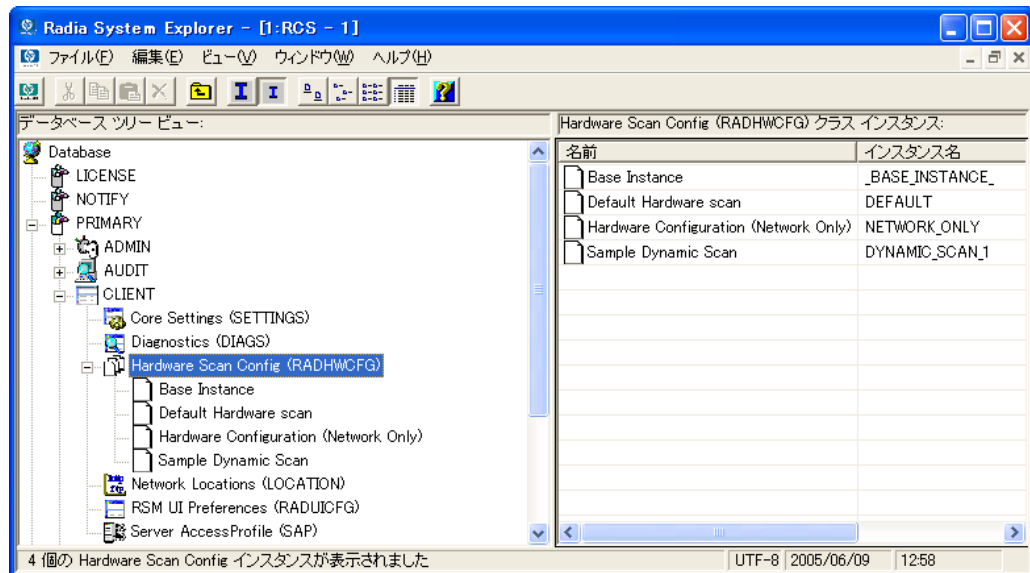 Radia System Explorer - [1:RCS - 1]
ファイル(F) 編集(E) ビュー(V) ウィンドウ(W) ヘルプ(H)
データベース ツリー ビュー:
Database
LICENSE
NOTIFY
PRIMARY
ADMIN
AUDIT
CLIENT
Core Settings (SETTINGS)
Diagnostics (DIAGS)
Hardware Scan Config (RADHWCFG)
Base Instance
Default Hardware scan
Hardware Configuration (Network Only)
Sample Dynamic Scan
Network Locations (LOCATION)
RSM UI Preferences (RADUICFG)
Server AccessProfile (SAP)
Hardware Scan Config (RADHWCFG) クラス インスタンス:
名前 インスタンス名
Base Instance _BASE_INSTANCE_
Default Hardware scan DEFAULT
Hardware Configuration (Network Only) NETWORK_ONLY
Sample Dynamic Scan DYNAMIC_SCAN_1
4 個の Hardware Scan Config インスタンスが表示されました UTF-8 2005/06/09 12:58